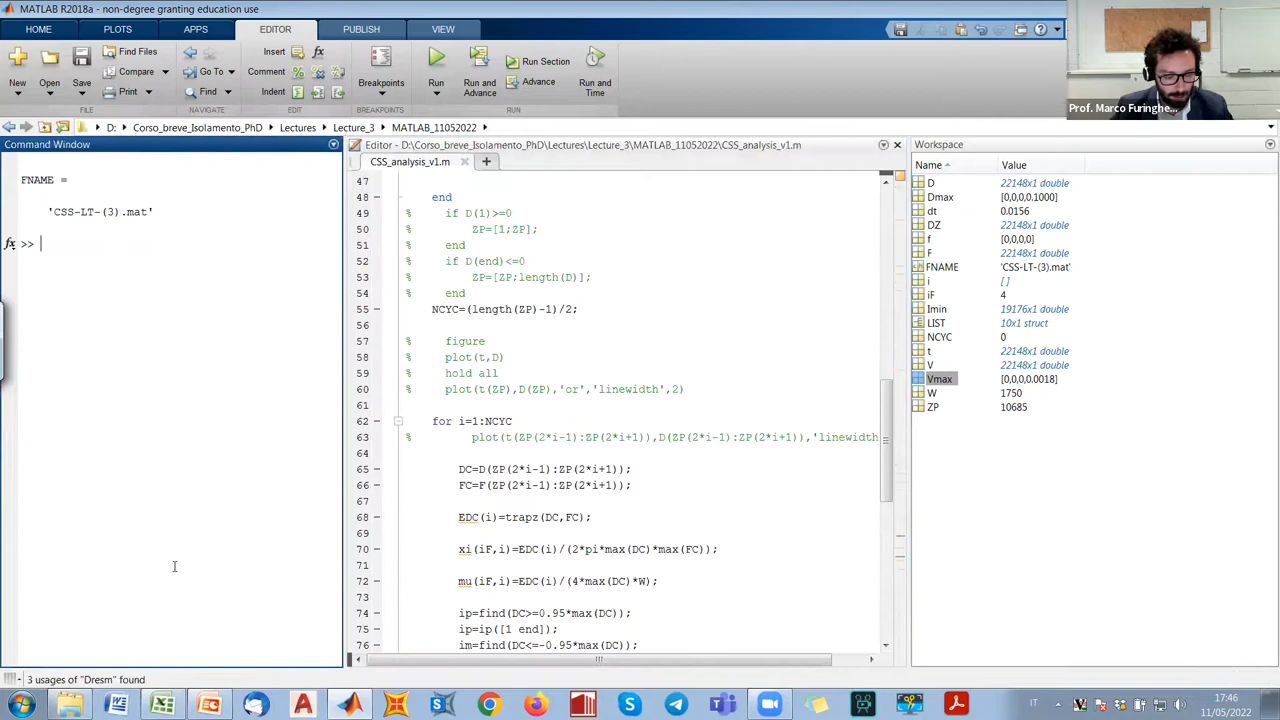 MATLAB R2018a - non-degree granting education use
HOME
PLOTS
APPS
EDITOR
PUBLISH
VIEW
New
Open
Save
Find Files
Compare
Print
Go To
Find
Insert
Comment
Indent
Breakpoints
Run
Run and Advance
Run Section
Advance
Run and Time
FILE
NAVIGATE
EDIT
BREAKPOINTS
RUN
Prof. Marco Furinghe...
D: Corso_breve_Isolamento_PhD Lectures Lecture_3 MATLAB_11052022
Command Window
FNAME =
'CSS-LT-(3).mat'
fx >>
Editor - D:\Corso_breve_Isolamento_PhD\Lectures\Lecture_3\MATLAB_11052022\CSS_analysis_v1.m
CSS_analysis_v1.m
47
48 end
49 % if D(1)>=0
50 % ZP=[1;ZP];
51 % end
52 % if D(end)<=0
53 % ZP=[ZP;length(D)];
54 % end
55 NCYC=(length(ZP)-1)/2;
56
57 % figure
58 % plot(t,D)
59 % hold all
60 % plot(t(ZP),D(ZP),'or','linewidth',2)
61
62 for i=1:NCYC
63 % plot(t(ZP(2*i-1):ZP(2*i+1)),D(ZP(2*i-1):ZP(2*i+1)),'linewidth
64
65 DC=D(ZP(2*i-1):ZP(2*i+1));
66 FC=F(ZP(2*i-1):ZP(2*i+1));
67
68 EDC(i)=trapz(DC,FC);
69
70 xi(iF,i)=EDC(i)/(2*pi*max(DC)*max(FC));
71
72 mu(iF,i)=EDC(i)/(4*max(DC)*W);
73
74 ip=find(DC>=0.95*max(DC));
75 ip=ip([1 end]);
76 im=find(DC<=-0.95*max(DC));
Workspace
Name Value
D 22148x1 double
Dmax [0,0,0,0.1000]
dt 0.0156
DZ [0,0,0,0]
f [0,0,0,0]
F 22148x1 double
FNAME 'CSS-LT-(3).mat'
i [ ]
iF 4
Imin 19176x1 double
LIST 10x1 struct
NCYC 0
t 22148x1 double
V 22148x1 double
Vmax [0,0,0,0.0018]
W 1750
ZP 10685
3 usages of "Dresm" found
IT
17:46
11/05/2022